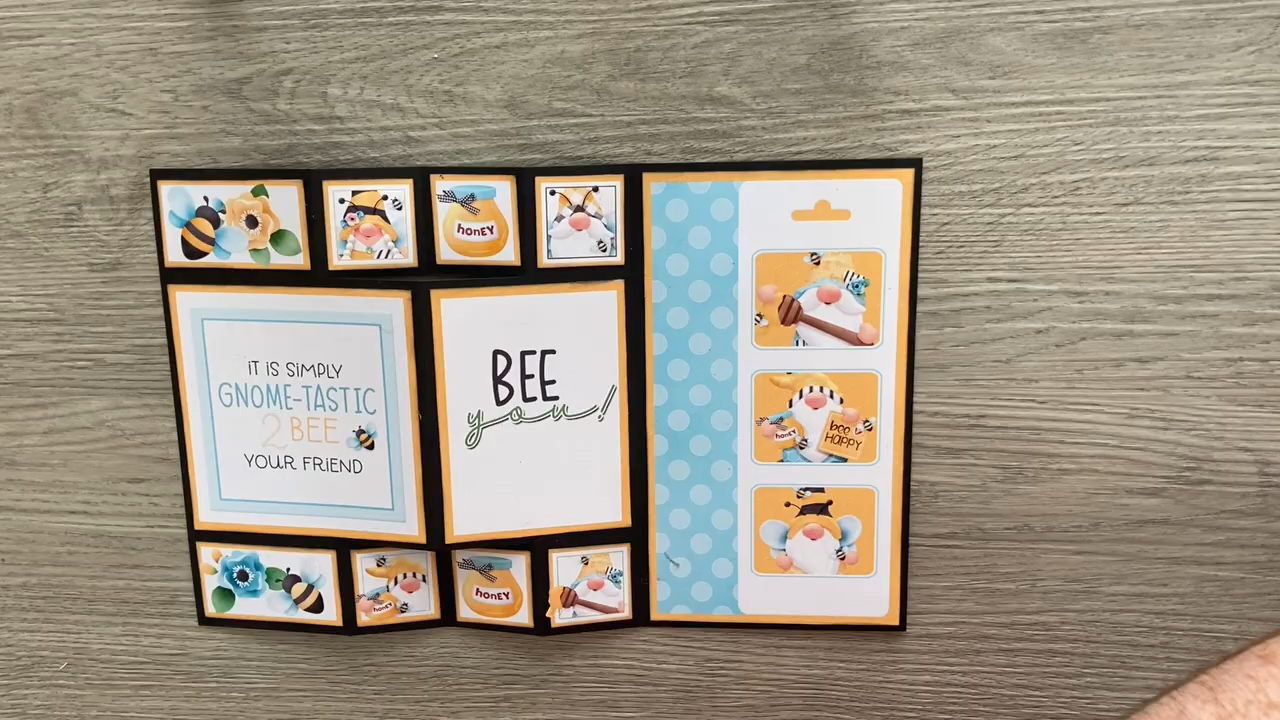 honEY
iT iS SiMPLY
GNOME-TASTIC
2 BEE
YOUR FRiEND
BEE
you!
honEY
bee
HAPPY
honEY
honEY